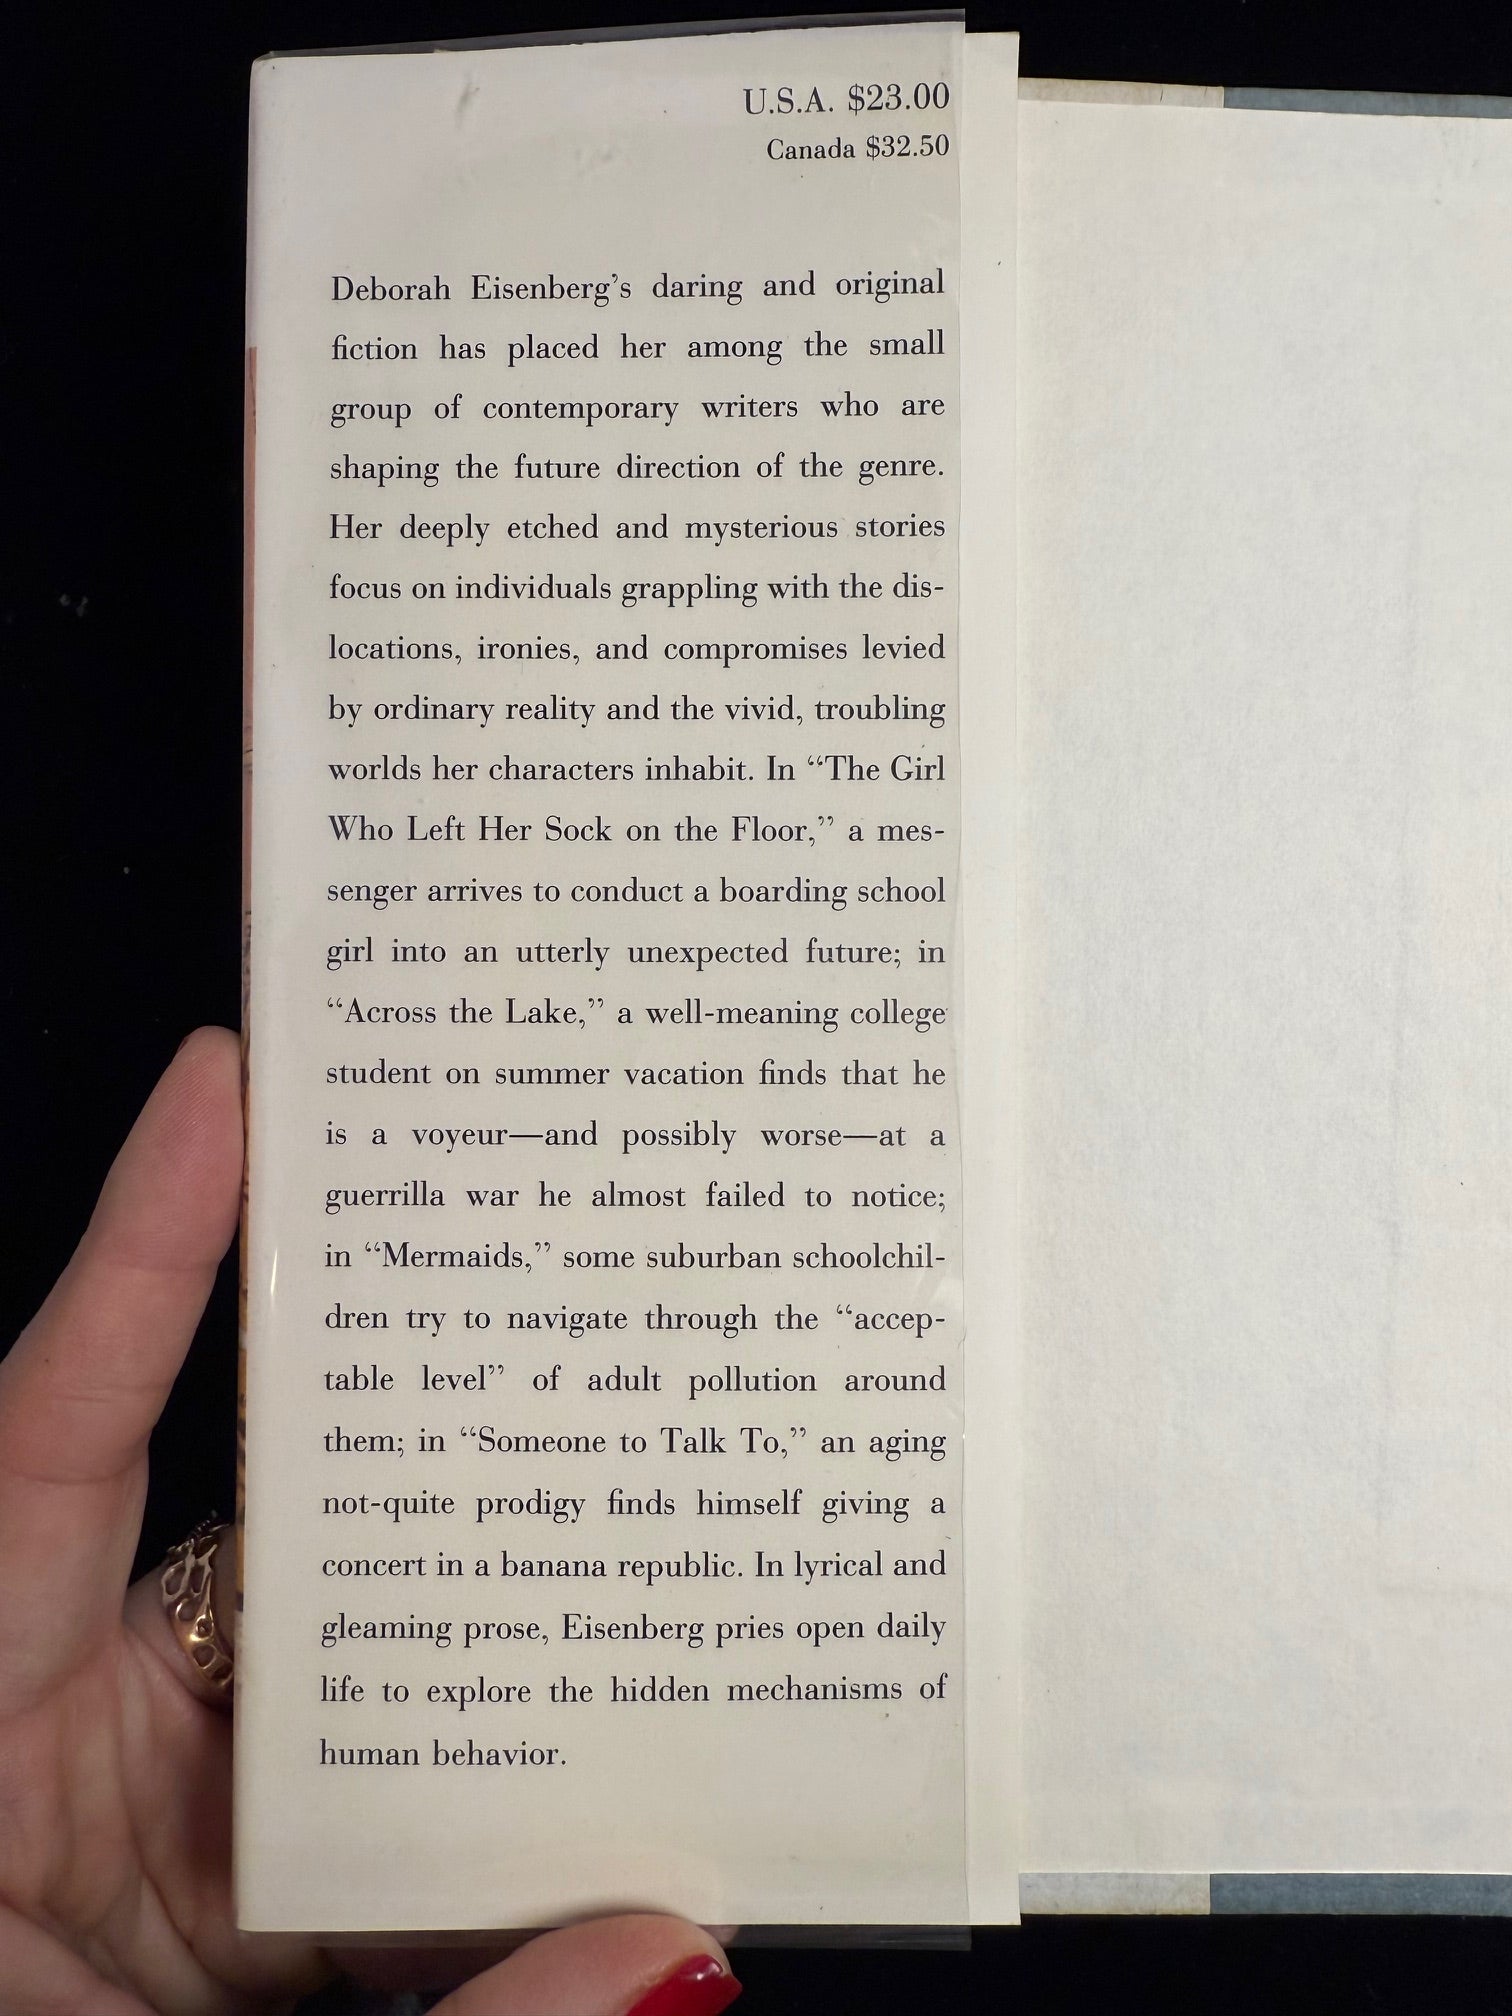 U.S.A. $23.00
Canada $32.50
Deborah Eisenberg’s daring and original
fiction has placed her among the small
group of contemporary writers who are
shaping the future direction of the genre.
Her deeply etched and mysterious stories
focus on individuals grappling with the dis-
locations, ironies, and compromises levied
by ordinary reality and the vivid, troubling
worlds her characters inhabit. In “The Girl
Who Left Her Sock on the Floor,” a mes-
senger arrives to conduct a boarding school
girl into an utterly unexpected future; in
“Across the Lake,” a well-meaning college
student on summer vacation finds that he
is a voyeur—and possibly worse—at a
guerrilla war he almost failed to notice;
in “Mermaids,” some suburban schoolchil-
dren try to navigate through the “accep-
table level” of adult pollution around
them; in “Someone to Talk To,” an aging
not-quite prodigy finds himself giving a
concert in a banana republic. In lyrical and
gleaming prose, Eisenberg pries open daily
life to explore the hidden mechanisms of
human behavior.